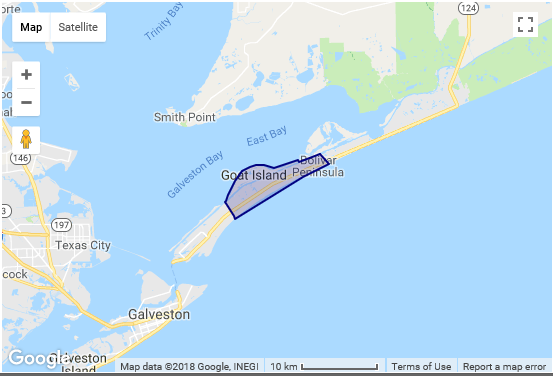 Map
Satellite
124
Trinity Bay
Smith Point
East Bay
146
Galveston Bay
Goat Island
Bolivar
Peninsula
3
197
Texas City
cock
Galveston
Google
Galveston
Island
Map data ©2018 Google, INEGI
10 km
Terms of Use
Report a map error